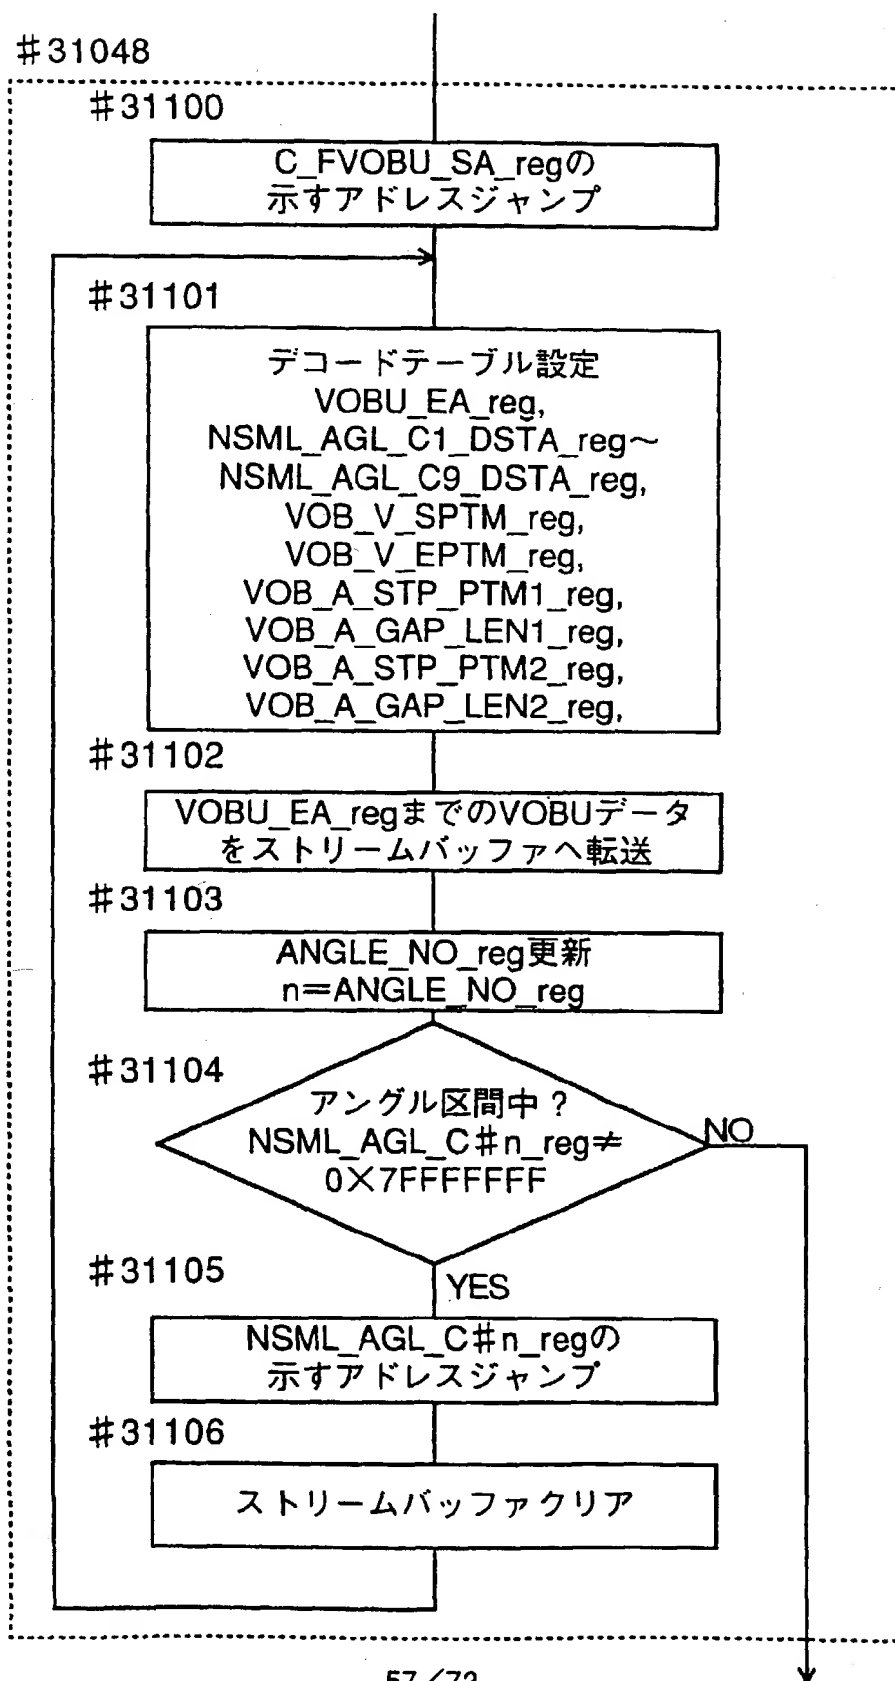 #31048
#31100
C_FVOBU_SA_regの
示すアドレスジャンプ
#31101
デコードテーブル設定
VOBU_EA_reg,
NSML_AGL_C1_DSTA_reg~
NSML_AGL_C9_DSTA_reg,
VOB_V_SPTM_reg,
VOB_V_EPTM_reg,
VOB_A_STP_PTM1_reg,
VOB_A_GAP_LEN1_reg,
VOB_A_STP_PTM2_reg,
VOB_A_GAP_LEN2_reg,
#31102
VOBU_EA_regまでのVOBUデータ
をストリームバッファへ転送
#31103
ANGLE_NO_reg更新
n=ANGLE_NO_reg
#31104
アングル区間中?
NSML_AGL_C#n_reg≠
0×7FFFFFFF
NO
#31105
YES
NSML_AGL_C#n_regの
示すアドレスジャンプ
#31106
ストリームバッファクリア